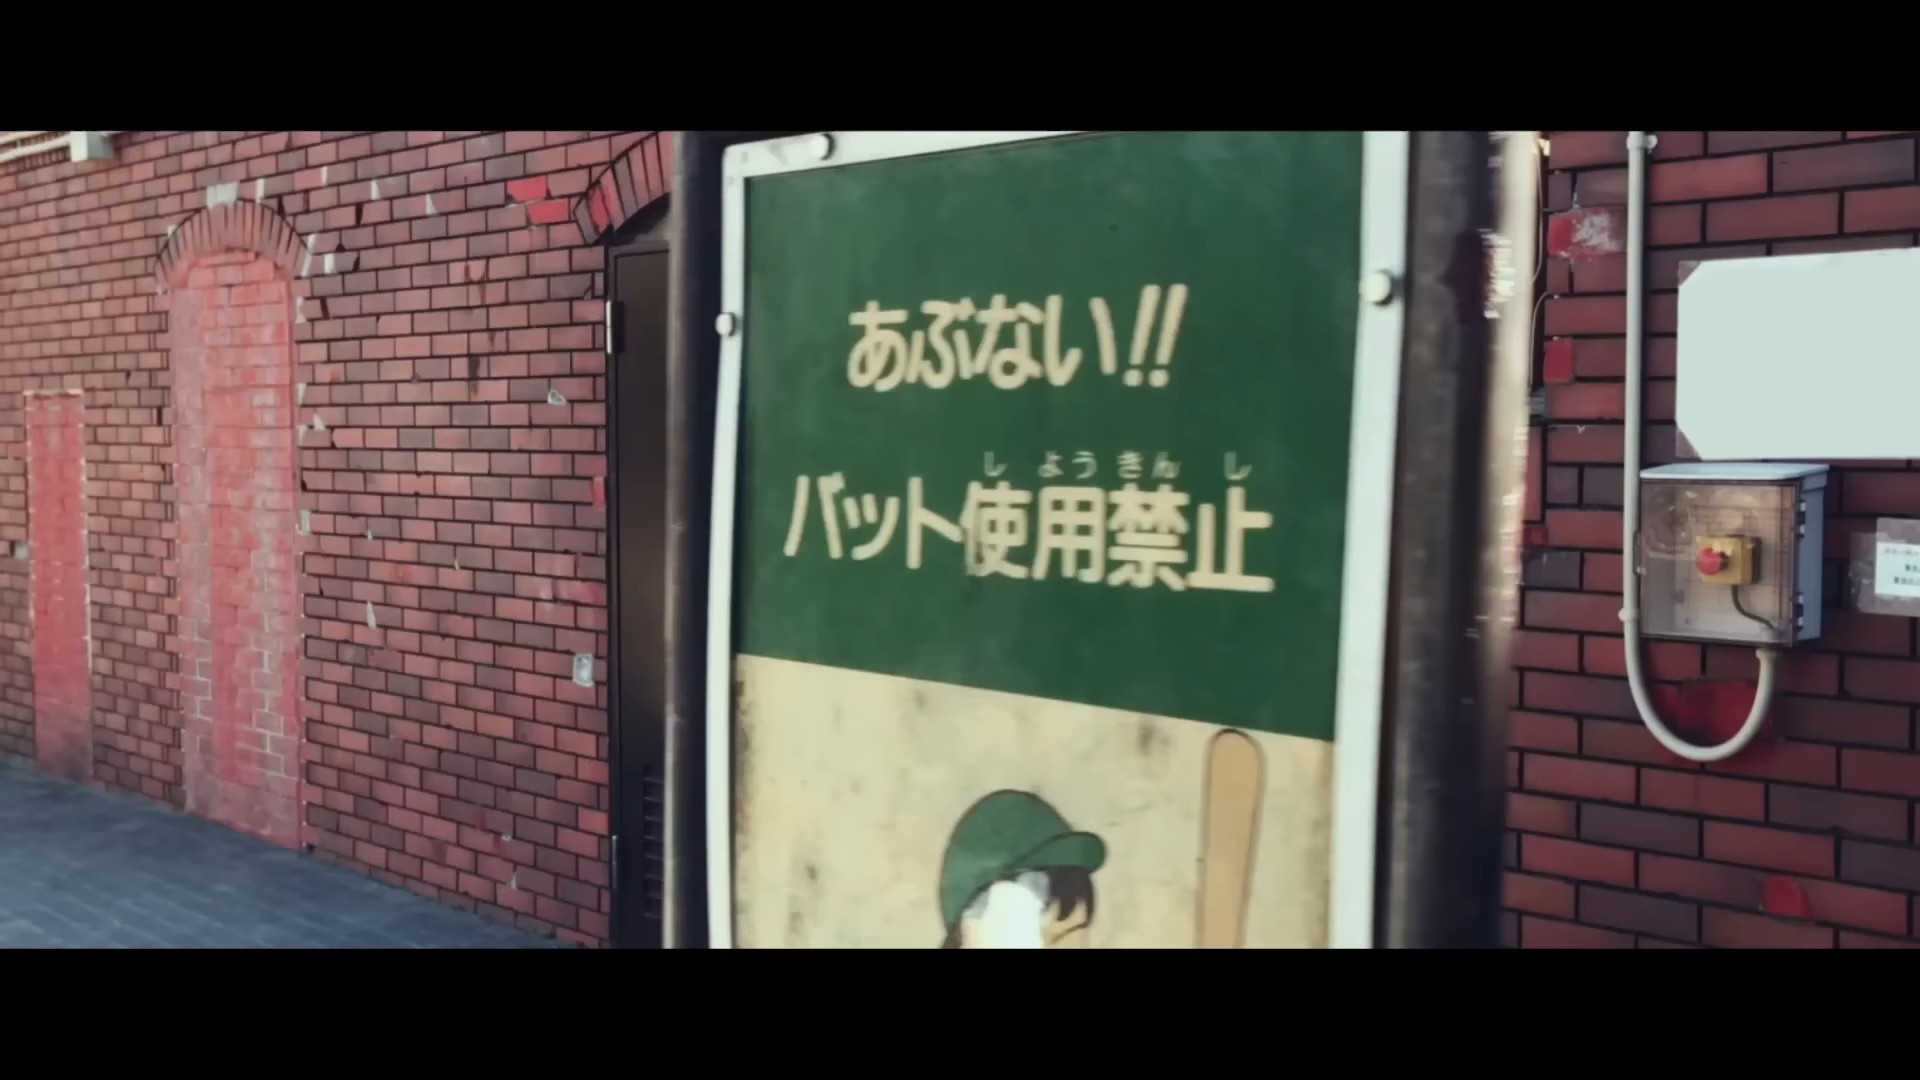 あぶない!!
し よう きん し
バット使用禁止